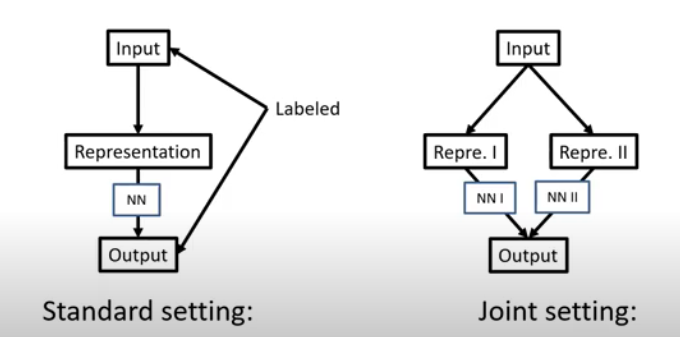 Input
Labeled
Representation
NN
Output
Standard setting:
Input
Repre. I
Repre. II
NN I
NN II
Output
Joint setting: